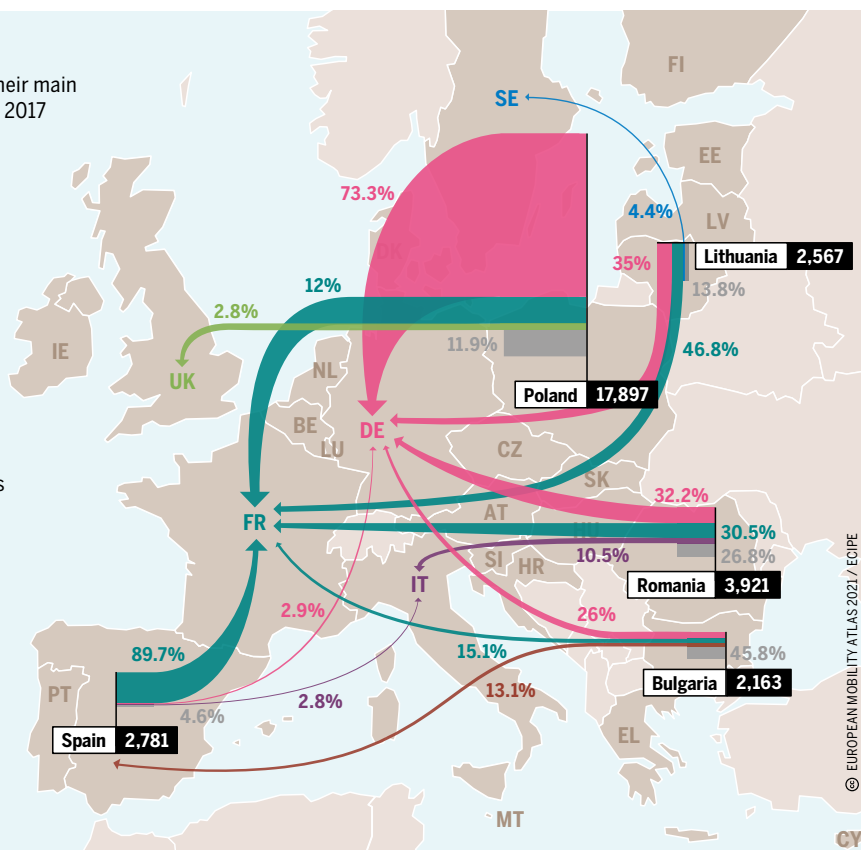 heir main
2017
s
FI
SE
EE
73.3%
4.4%
LV
DK
Lithuania 2,567
35%
12%
13.8%
2.8%
11.9%
46.8%
IE
NL
UK
Poland 17,897
BE
DE
LU
CZ
SK
32.2%
AT
FR
HU
30.5%
10.5%
26.8%
SI
HR
IT
Romania 3,921
2.9%
26%
89.7%
15.1%
45.8%
PT
2.8%
13.1%
Bulgaria 2,163
4.6%
Spain 2,781
EL
MT
CY
cc EUROPEAN MOBILITY ATLAS 2021 / ECIPE